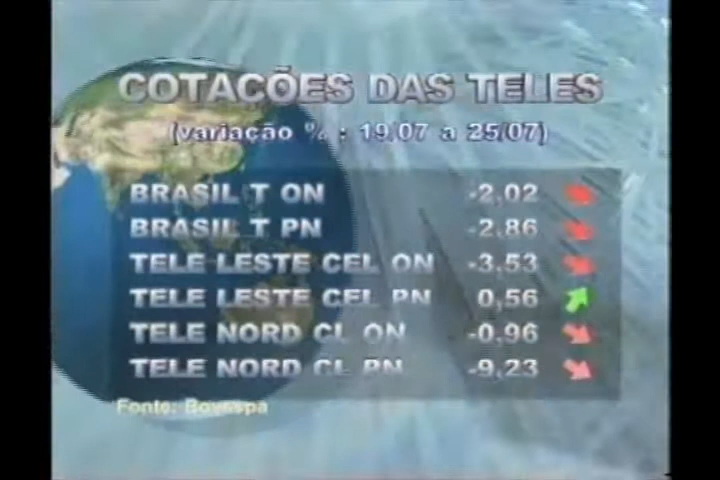 COTAÇÕES DAS TELES
(variação % : 19/07 a 25/07)
BRASIL T ON -2,02
BRASIL T PN -2,86
TELE LESTE CEL ON -3,53
TELE LESTE CEL PN 0,56
TELE NORD CL ON -0,96
TELE NORD CL PN -9,23
Fonte: Bovespa